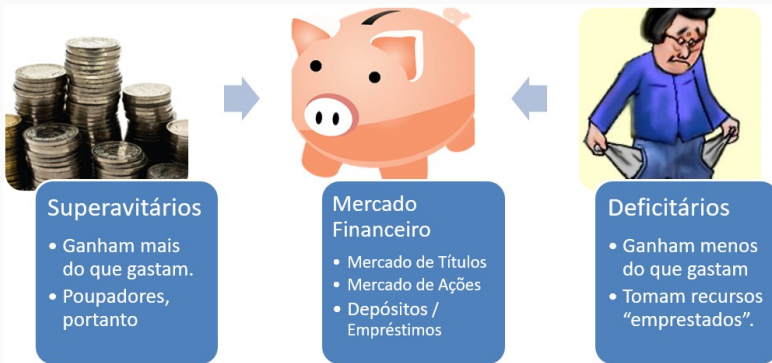 Superavitários
• Ganham mais
do que gastam.
• Poupadores,
portanto
Mercado
Financeiro
• Mercado de Títulos
• Mercado de Ações
• Depósitos /
Empréstimos
Deficitários
• Ganham menos
do que gastam
• Tomam recursos
“emprestados”.